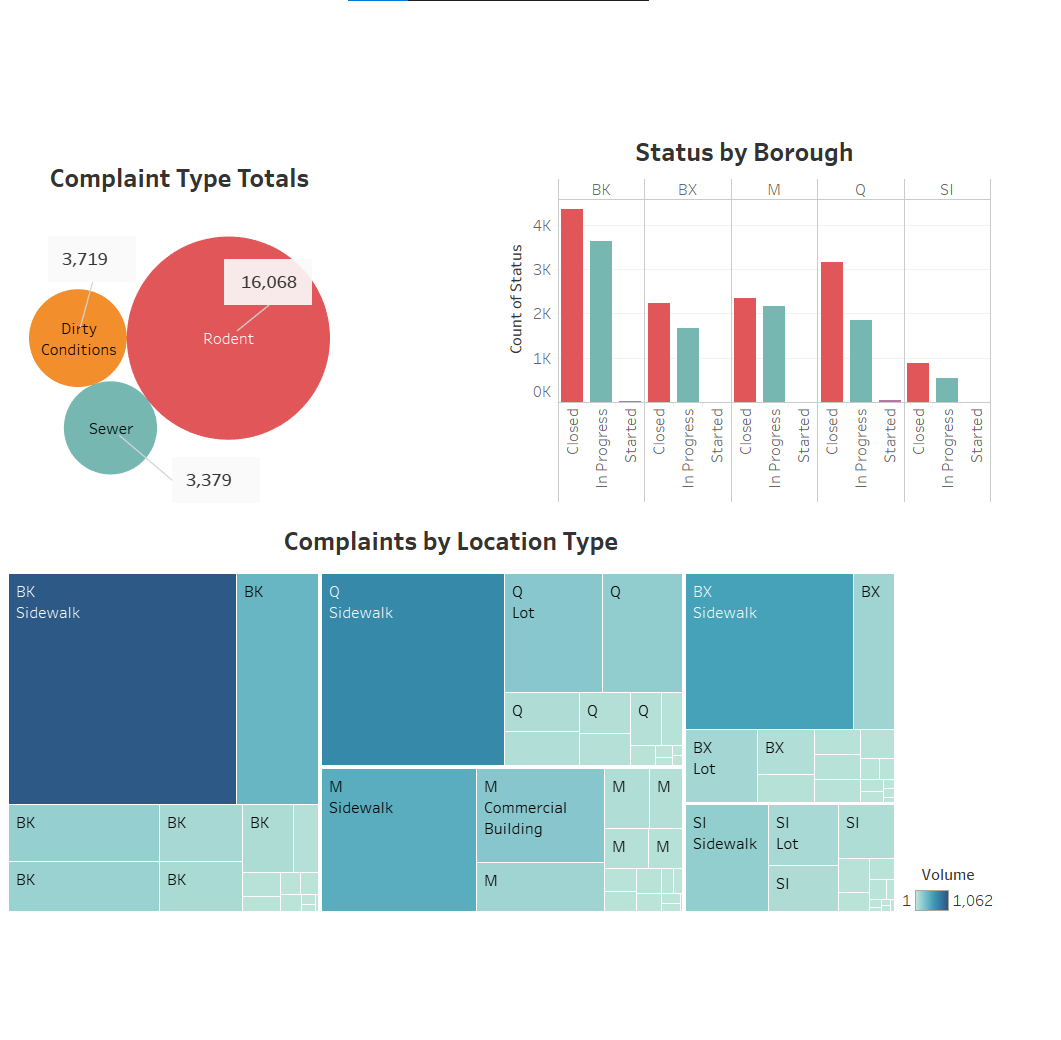 Complaint Type Totals
3,719
16,068
Dirty
Conditions
Rodent
Sewer
3,379
Status by Borough
BK BX M Q SI
Count of Status
4K
3K
2K
1K
0K
Closed In Progress Started Closed In Progress Started Closed In Progress Started Closed In Progress Started Closed In Progress Started
Complaints by Location Type
BK
Sidewalk
BK
BK
BK
BK
BK
BK
Q
Sidewalk
Q
Lot
Q
Q
Q
Q
M
Sidewalk
M
Commercial
Building
M
M
M
M
M
BX
Sidewalk
BX
BX
Lot
BX
SI
Sidewalk
SI
Lot
SI
SI
Volume
1 1,062